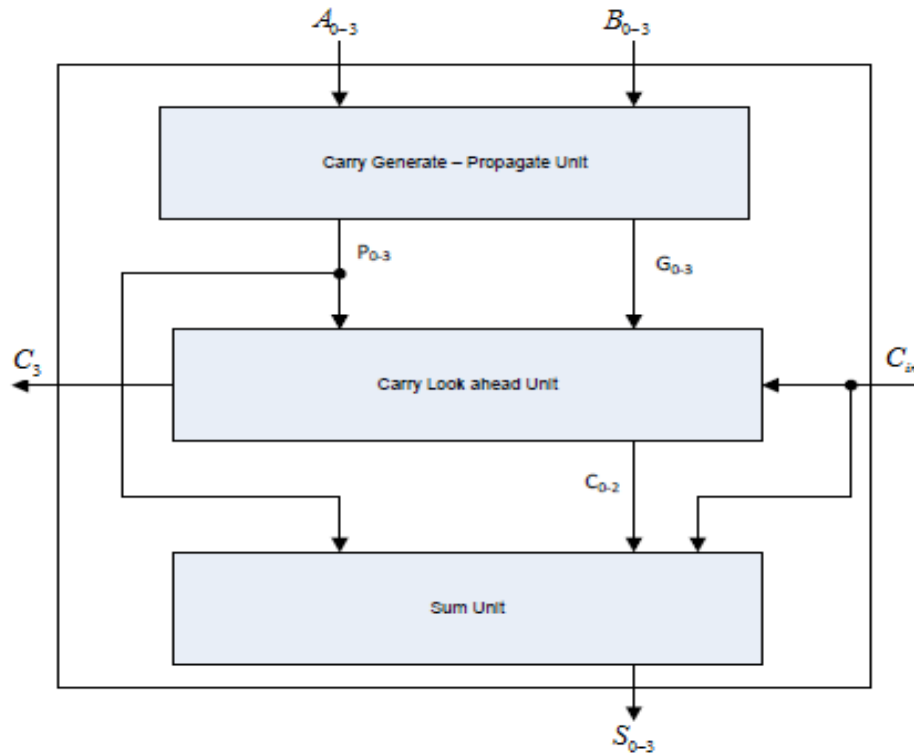 A0–3 B0–3
Carry Generate – Propagate Unit
P0-3
G0-3
C3
Carry Look ahead Unit
Cin
C0-2
Sum Unit
S0–3